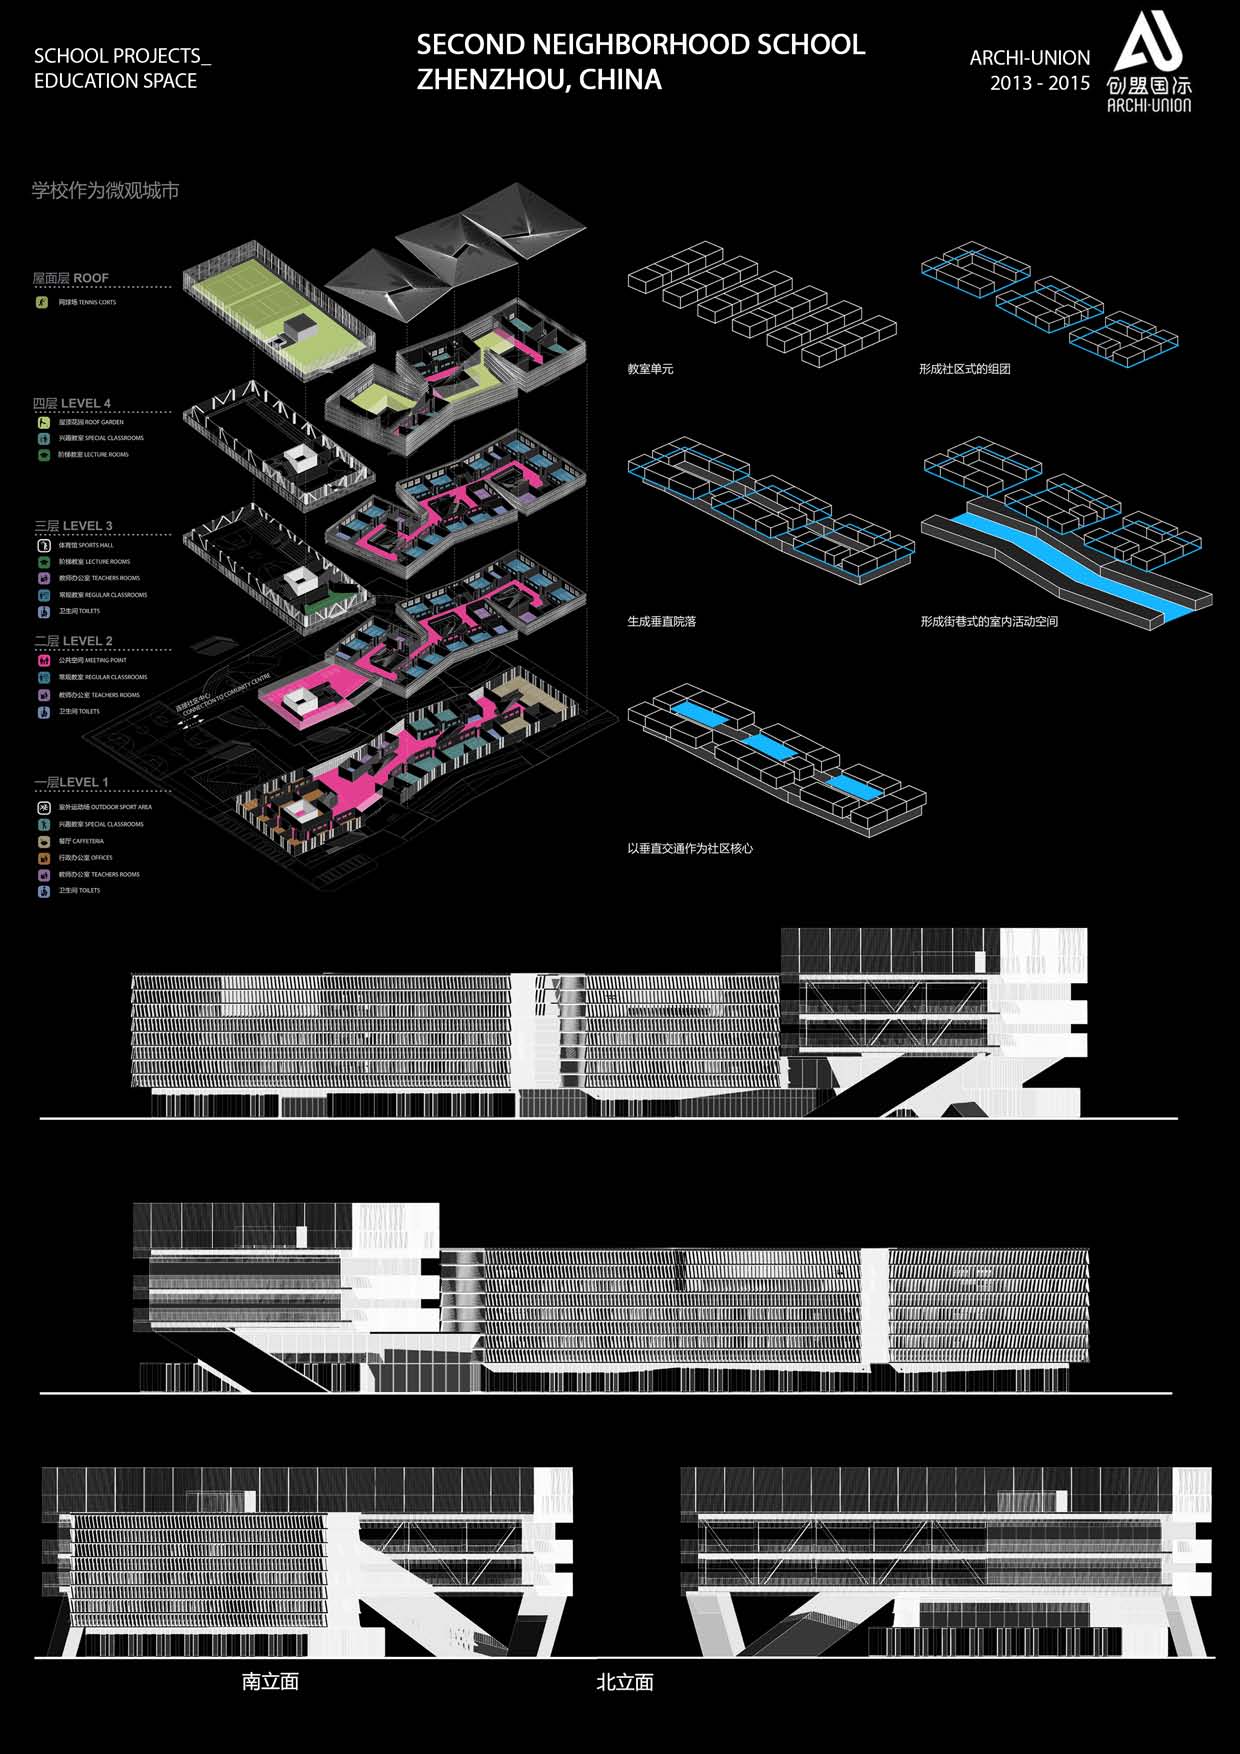 SCHOOL PROJECTS_
EDUCATION SPACE
SECOND NEIGHBORHOOD SCHOOL
ZHENZHOU, CHINA
ARCHI-UNION
2013 - 2015
创盟国际
ARCHI-UNION
学校作为微观城市
屋面层 ROOF
网球场 TENNIS CORTS
四层 LEVEL 4
屋顶花园 ROOF GARDEN
兴趣教室 SPECIAL CLASSROOMS
阶梯教室 LECTURE ROOMS
三层 LEVEL 3
体育馆 SPORTS HALL
阶梯教室 LECTURE ROOMS
教师办公室 TEACHERS ROOMS
常规教室 REGULAR CLASSROOMS
卫生间 TOILETS
二层 LEVEL 2
公共空间 MEETING POINT
常规教室 REGULAR CLASSROOMS
教师办公室 TEACHERS ROOMS
卫生间 TOILETS
一层LEVEL 1
室外运动场 OUTDOOR SPORT AREA
兴趣教室 SPECIAL CLASSROOMS
餐厅 CAFFETERIA
行政办公室 OFFICES
教师办公室 TEACHERS ROOMS
卫生间 TOILETS
连接社区中心
CONNECTION TO COMUNITY CENTRE
教室单元
形成社区式的组团
生成垂直院落
形成街巷式的室内活动空间
以垂直交通作为社区核心
南立面
北立面